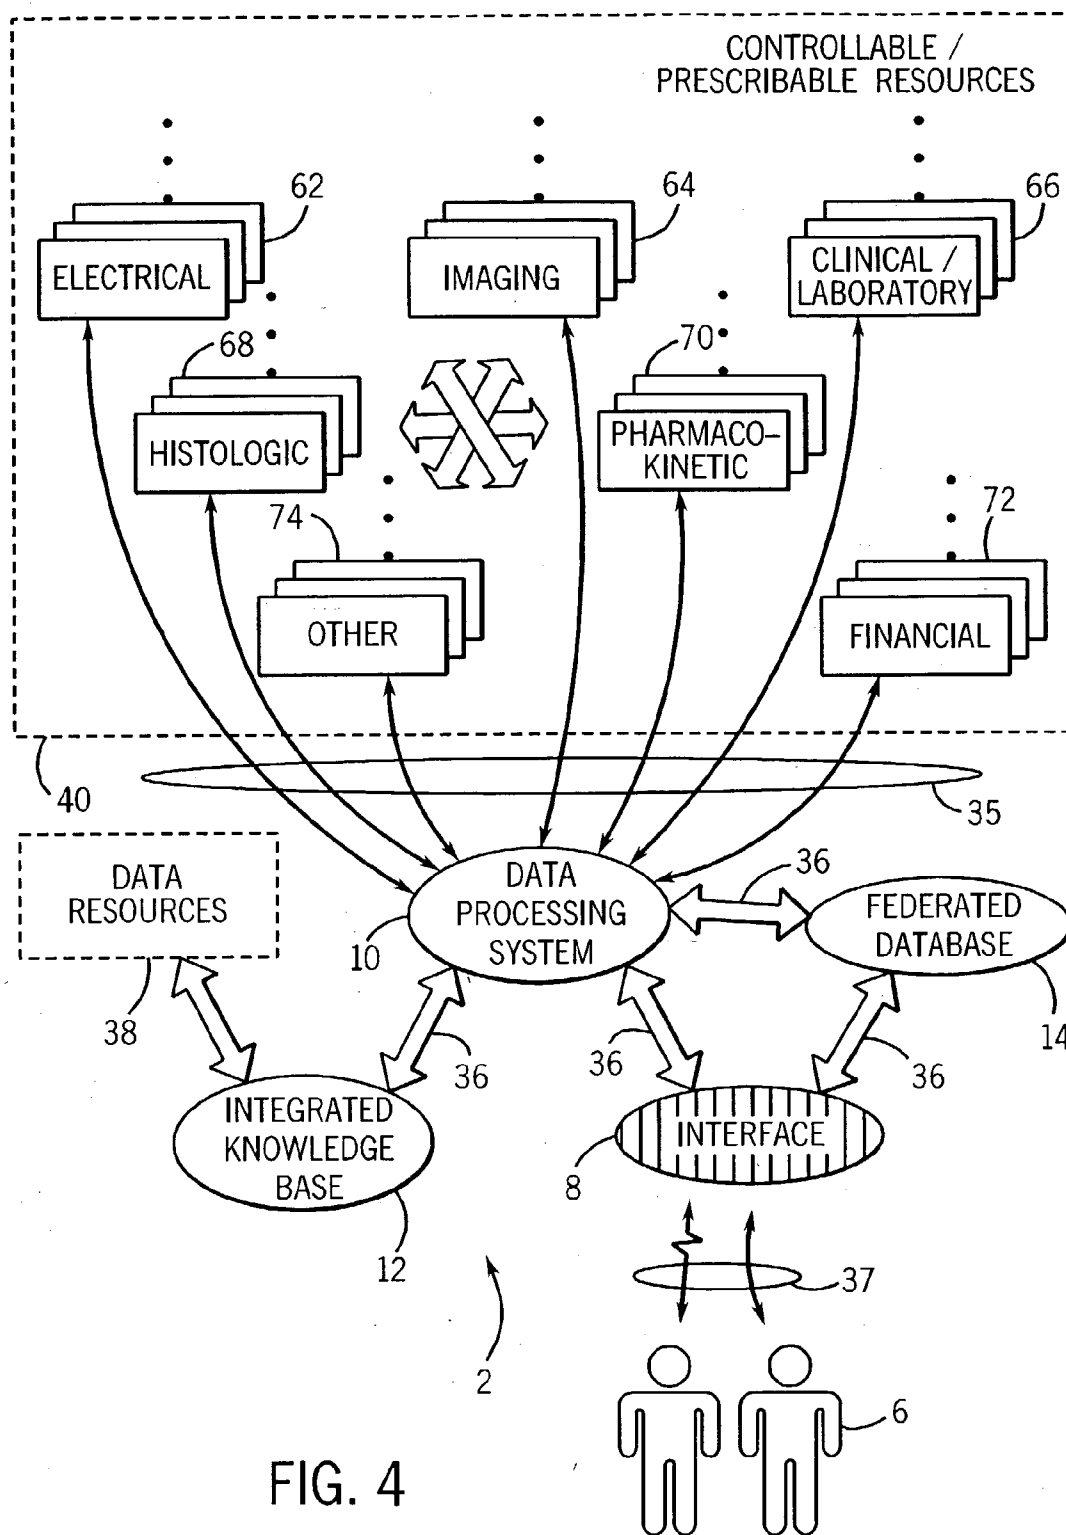 CONTROLLABLE /
PRESCRIBABLE RESOURCES
62
64
66
ELECTRICAL
IMAGING
CLINICAL /
LABORATORY
68
70
HISTOLOGIC
PHARMACO-
KINETIC
74
72
OTHER
FINANCIAL
40
35
DATA
RESOURCES
DATA
PROCESSING
SYSTEM
36
FEDERATED
DATABASE
10
38
36
36
36
14
INTEGRATED
KNOWLEDGE
BASE
INTERFACE
8
12
37
2
6
FIG. 4